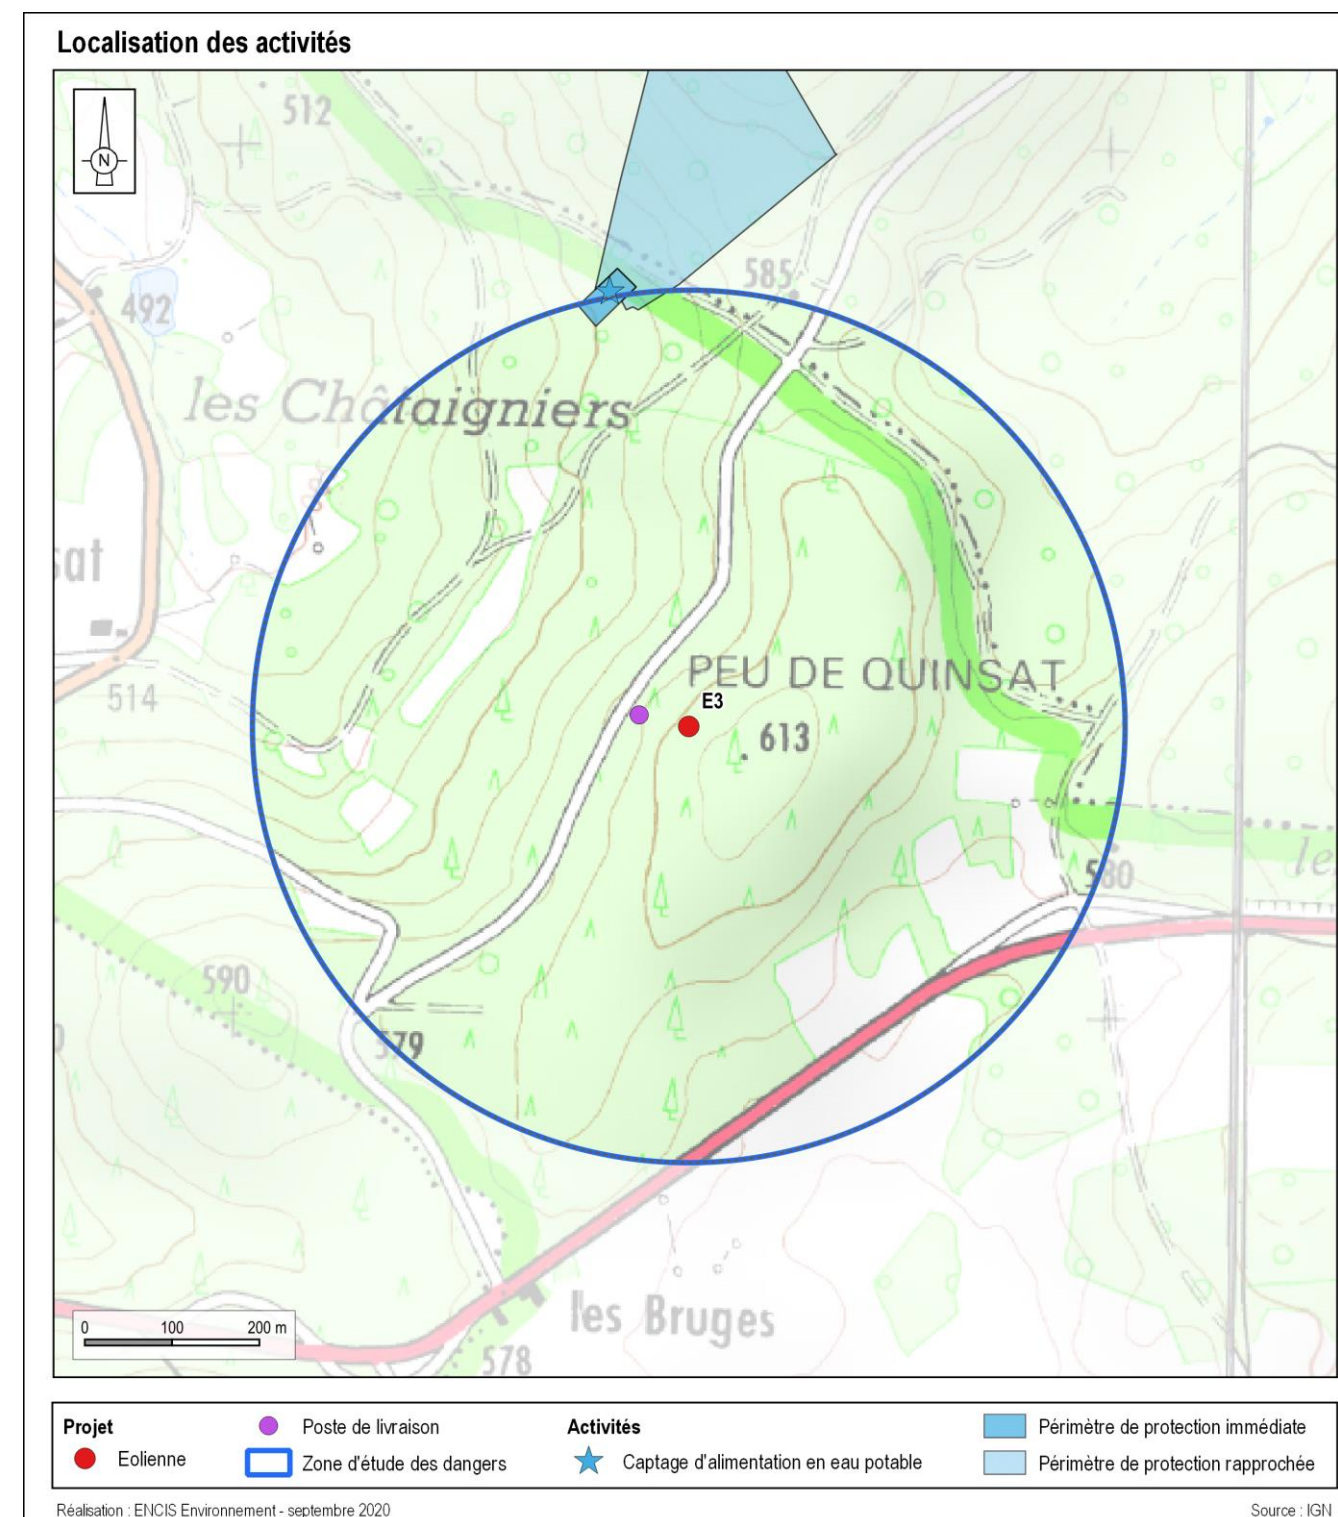 Localisation des activités
N
512
585
492
les Châtaigniers
sat
514
PEU DE QUINSAT
E3
613
580
le
590
579
les Bruges
578
0 100 200 m
Projet
Poste de livraison
Activités
Périmètre de protection immédiate
Eolienne
Zone d'étude des dangers
Captage d'alimentation en eau potable
Périmètre de protection rapprochée
Réalisation : ENCIS Environnement - septembre 2020
Source : IGN